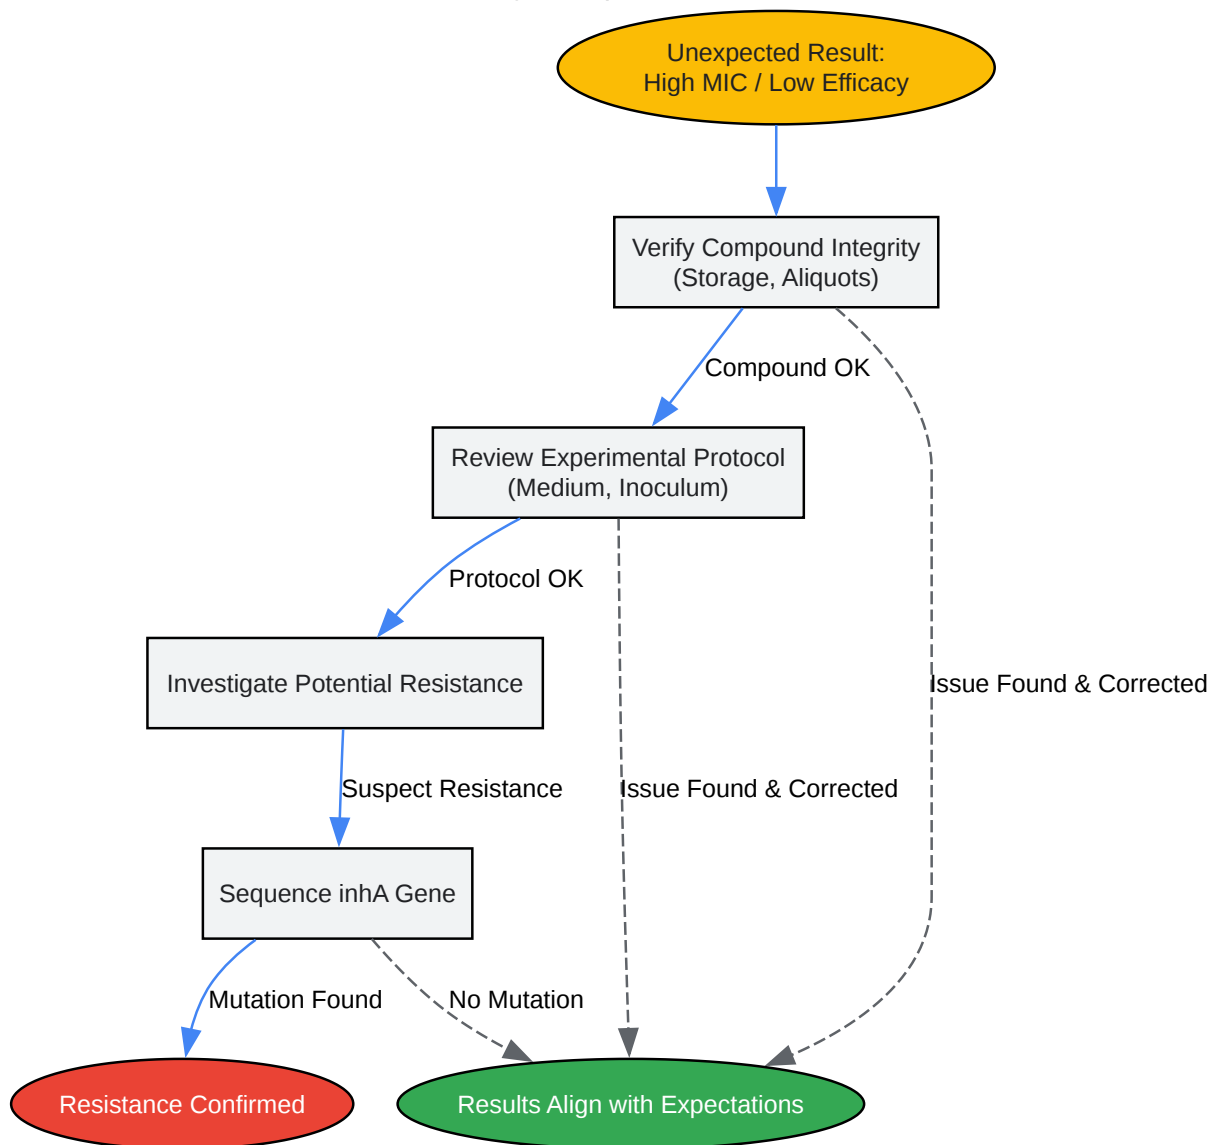 Unexpected Result:
High MIC / Low Efficacy
Verify Compound Integrity
(Storage, Aliquots)
Compound OK
Review Experimental Protocol
(Medium, Inoculum)
Protocol OK
Investigate Potential Resistance
Issue Found & Corrected
Suspect Resistance
Issue Found & Corrected
Sequence inhA Gene
Mutation Found
No Mutation
Resistance Confirmed
Results Align with Expectations